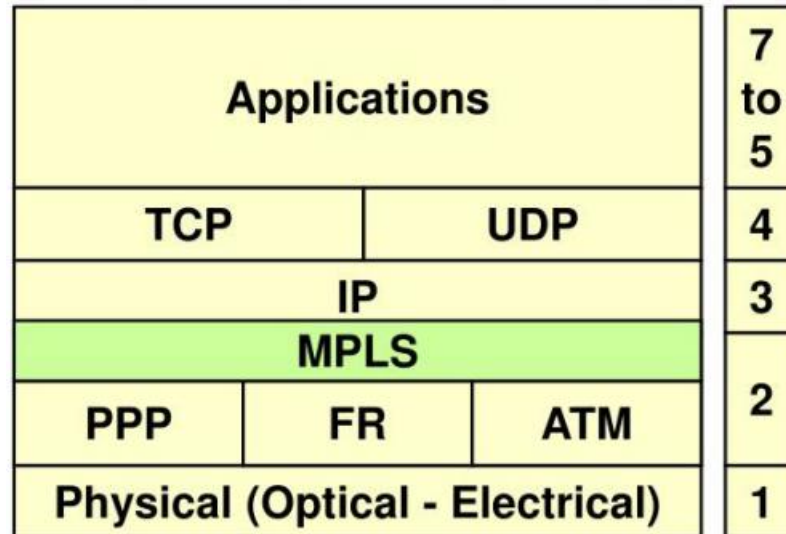 Applications
7
to
5
TCP UDP
4
IP
3
MPLS
PPP FR ATM
2
Physical (Optical - Electrical)
1